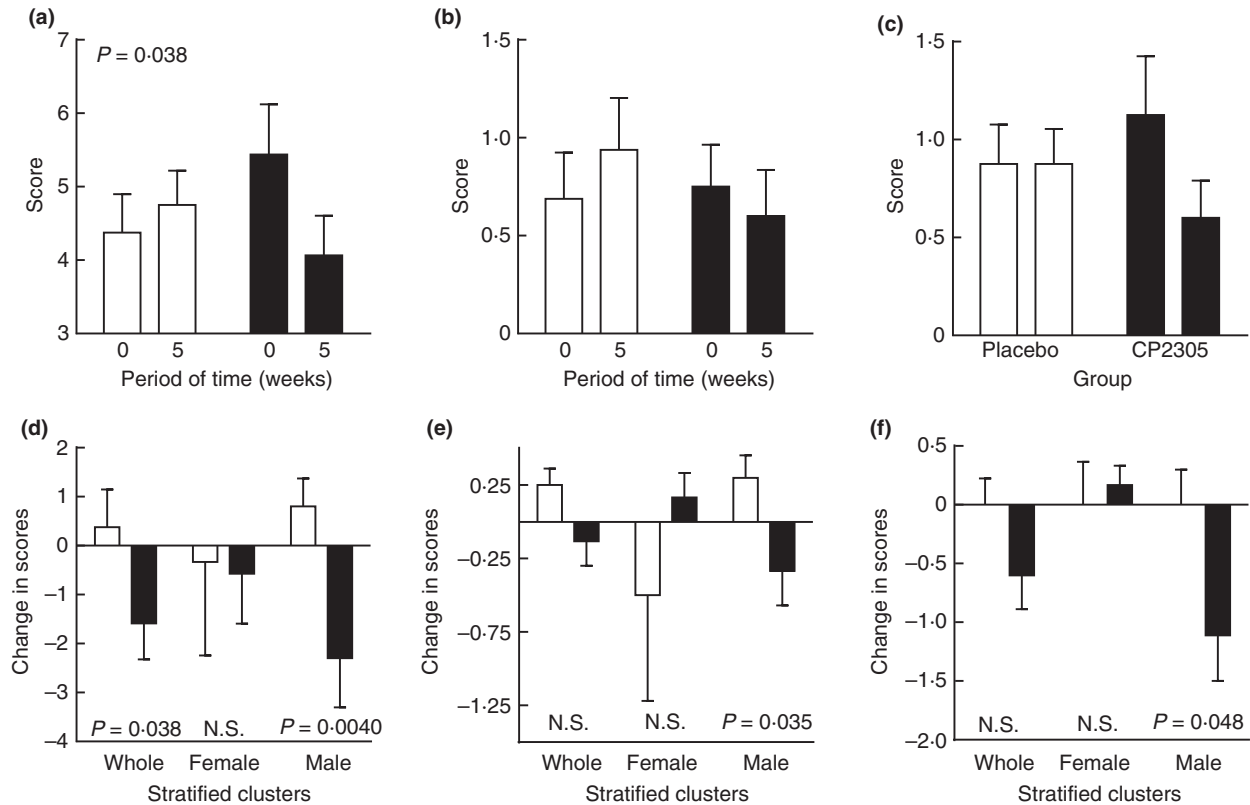 (a)
7
6
5
4
3
Score
P = 0·038
0 5 0 5
Period of time (weeks)
(b)
1·5
1·0
0·5
0
Score
0 5 0 5
Period of time (weeks)
(c)
1·5
1·0
0·5
0
Score
Placebo CP2305
Group
(d)
2
1
0
–1
–2
–3
–4
Change in scores
P = 0·038 N.S. P = 0·0040
Whole Female Male
Stratified clusters
(e)
0·25
–0·25
–0·75
–1·25
Change in scores
N.S. N.S. P = 0·035
Whole Female Male
Stratified clusters
(f)
0·5
0
–0·5
–1·0
–1·5
–2·0
Change in scores
N.S. N.S. P = 0·048
Whole Female Male
Stratified clusters